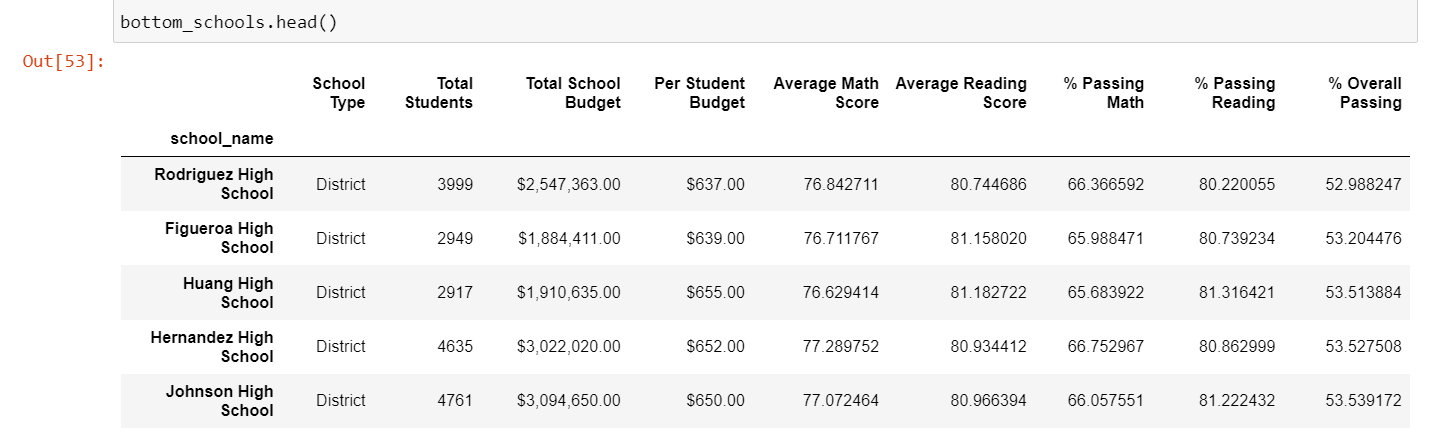 bottom_schools.head()
Out[53]:
School Type Total Students Total School Budget Per Student Budget Average Math Score Average Reading Score % Passing Math % Passing Reading % Overall Passing
school_name
Rodriguez High School District 3999 $2,547,363.00 $637.00 76.842711 80.744686 66.366592 80.220055 52.988247
Figueroa High School District 2949 $1,884,411.00 $639.00 76.711767 81.158020 65.988471 80.739234 53.204476
Huang High School District 2917 $1,910,635.00 $655.00 76.629414 81.182722 65.683922 81.316421 53.513884
Hernandez High School District 4635 $3,022,020.00 $652.00 77.289752 80.934412 66.752967 80.862999 53.527508
Johnson High School District 4761 $3,094,650.00 $650.00 77.072464 80.966394 66.057551 81.222432 53.539172